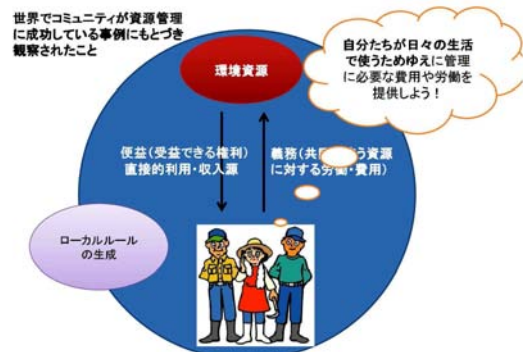 世界でコミュニティが資源管理
に成功している事例にもとづき
観察されたこと
自分たちが日々の生活
で使うためゆえに管理
に必要な費用や労働を
提供しよう！
環境資源
便益（受益できる権利）
直接的利用・収入源
義務（共 う資源
に対する労働・費用）
ローカルルール
の生成